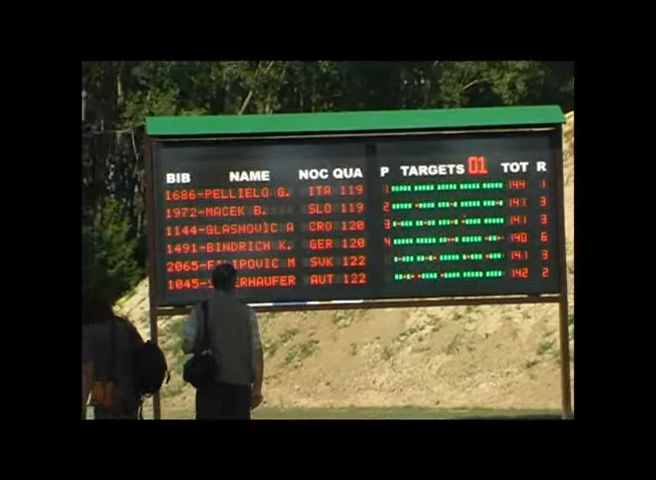 BIB NAME NOC QUA P TARGETS 01 TOT R
1686-PELLIELO G. ITA 119 1 144 1
1972-MACEK B. SLO 119 2 141 3
1144-GLASNOVIC A CRO 120 3 141 3
1491-BINDRICH K. GER 120 4 140 6
2065-FILIPOVIC M SVK 122 141 3
1045- ERHAUFER AUT 122 142 2